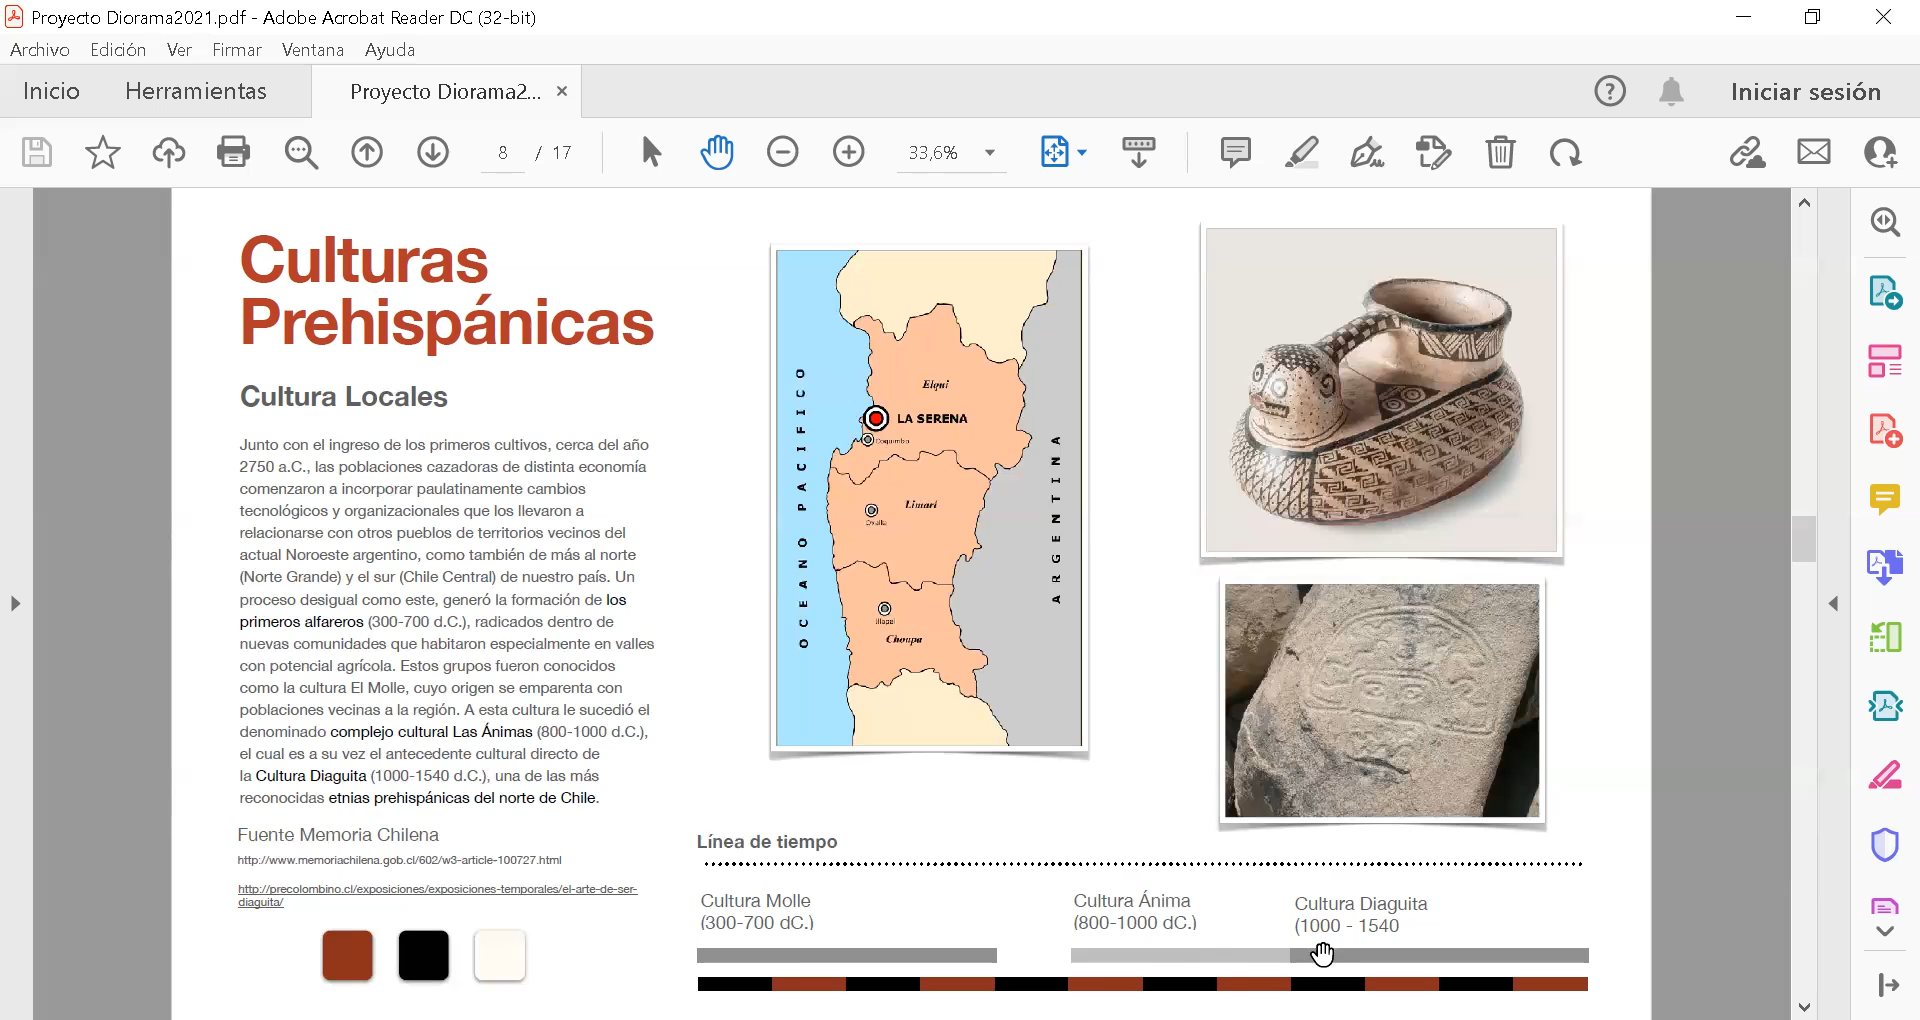 Proyecto Diorama2021.pdf - Adobe Acrobat Reader DC (32-bit)
Archivo Edición Ver Firmar Ventana Ayuda
Inicio Herramientas Proyecto Diorama2... × Iniciar sesión
8 / 17 33,6%
Culturas
Prehispánicas
Cultura Locales
Junto con el ingreso de los primeros cultivos, cerca del año
2750 a.C., las poblaciones cazadoras de distinta economía
comenzaron a incorporar paulatinamente cambios
tecnológicos y organizacionales que los llevaron a
relacionarse con otros pueblos de territorios vecinos del
actual Noroeste argentino, como también de más al norte
(Norte Grande) y el sur (Chile Central) de nuestro país. Un
proceso desigual como este, generó la formación de los
primeros alfareros (300-700 d.C.), radicados dentro de
nuevas comunidades que habitaron especialmente en valles
con potencial agrícola. Estos grupos fueron conocidos
como la cultura El Molle, cuyo origen se emparenta con
poblaciones vecinas a la región. A esta cultura le sucedió el
denominado complejo cultural Las Ánimas (800-1000 d.C.),
el cual es a su vez el antecedente cultural directo de
la Cultura Diaguita (1000-1540 d.C.), una de las más
reconocidas etnias prehispánicas del norte de Chile.
Fuente Memoria Chilena
http://www.memoriachilena.gob.cl/602/w3-article-100727.html
http://precolombino.cl/exposiciones/exposiciones-temporales/el-arte-de-ser-
diaguita/
OCEANO PACIFICO
Elqui
LA SERENA
Coquimbo
Limarí
Ovalle
Illapel
Choapa
ARGENTINA
Línea de tiempo
Cultura Molle
(300-700 dC.)
Cultura Ánima
(800-1000 dC.)
Cultura Diaguita
(1000 - 1540